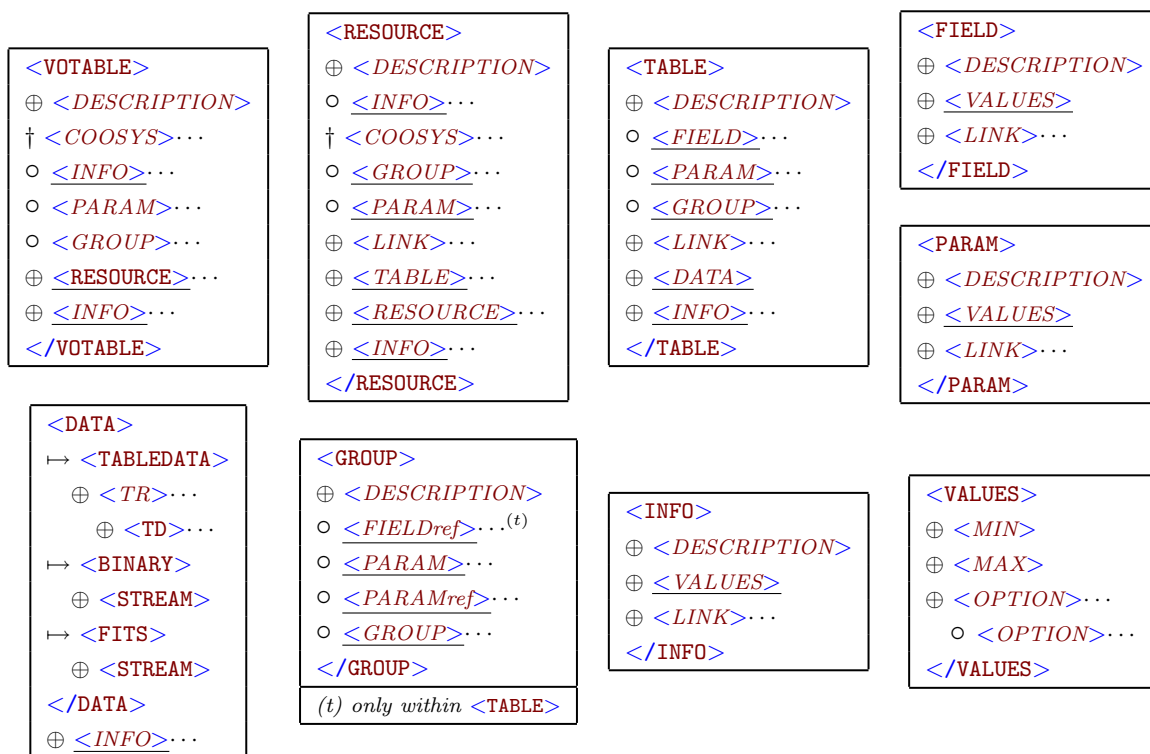 <VOTABLE>
⊕ <DESCRIPTION>
† <COOSYS>···
○ <INFO>···
○ <PARAM>···
○ <GROUP>···
⊕ <RESOURCE>···
⊕ <INFO>···
</VOTABLE>
<RESOURCE>
⊕ <DESCRIPTION>
○ <INFO>···
† <COOSYS>···
○ <GROUP>···
○ <PARAM>···
⊕ <LINK>···
⊕ <TABLE>···
⊕ <RESOURCE>···
⊕ <INFO>···
</RESOURCE>
<TABLE>
⊕ <DESCRIPTION>
○ <FIELD>···
○ <PARAM>···
○ <GROUP>···
⊕ <LINK>···
⊕ <DATA>
⊕ <INFO>···
</TABLE>
<FIELD>
⊕ <DESCRIPTION>
⊕ <VALUES>
⊕ <LINK>···
</FIELD>
<PARAM>
⊕ <DESCRIPTION>
⊕ <VALUES>
⊕ <LINK>···
</PARAM>
<DATA>
↦ <TABLEDATA>
⊕ <TR>···
⊕ <TD>···
↦ <BINARY>
⊕ <STREAM>
↦ <FITS>
⊕ <STREAM>
</DATA>
⊕ <INFO>···
<GROUP>
⊕ <DESCRIPTION>
○ <FIELDref>···(t)
○ <PARAM>···
○ <PARAMref>···
○ <GROUP>···
</GROUP>
(t) only within <TABLE>
<INFO>
⊕ <DESCRIPTION>
⊕ <VALUES>
⊕ <LINK>···
</INFO>
<VALUES>
⊕ <MIN>
⊕ <MAX>
⊕ <OPTION>···
○ <OPTION>···
</VALUES>